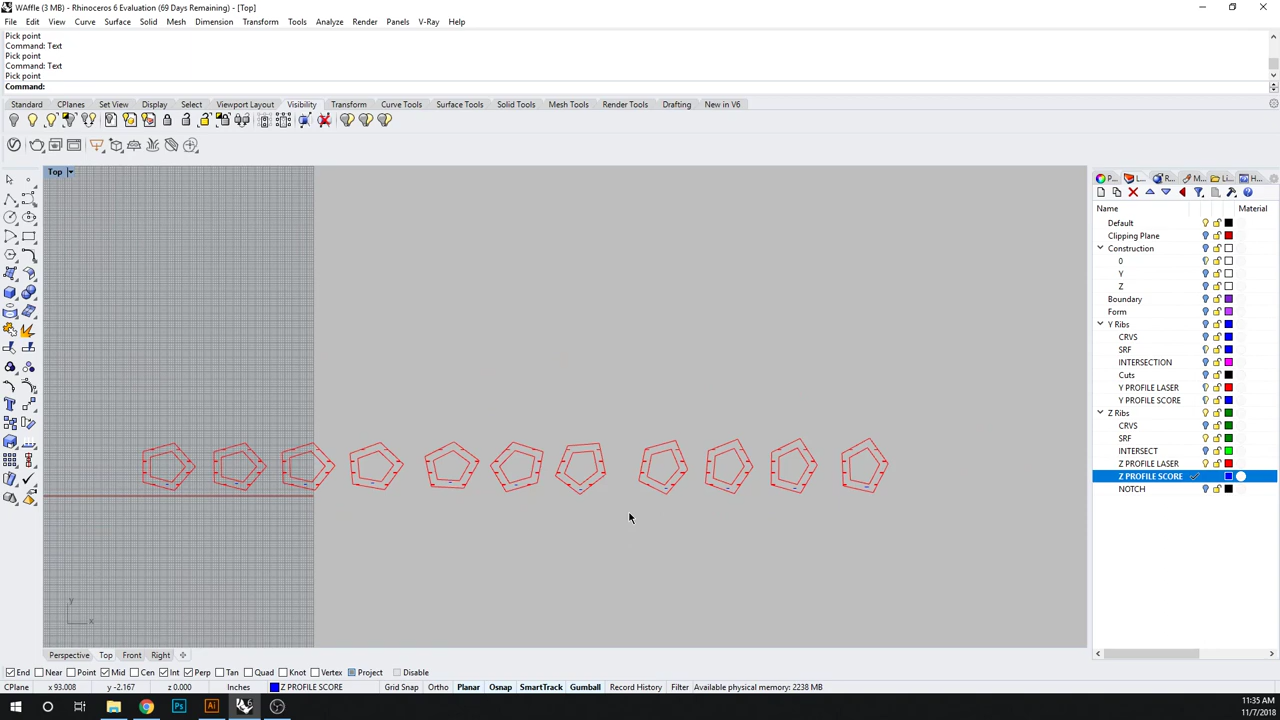 WAffle (3 MB) - Rhinoceros 6 Evaluation (69 Days Remaining) - [Top]
File Edit View Curve Surface Solid Mesh Dimension Transform Tools Analyze Render Panels V-Ray Help
Pick point
Command: Text
Pick point
Command: Text
Pick point
Command:
Standard CPlanes Set View Display Select Viewport Layout Visibility Transform Curve Tools Surface Tools Solid Tools Mesh Tools Render Tools Drafting New in V6
Top
P... L... R... M... Li... H...
Name Material
Default
Clipping Plane
Construction
0
Y
Z
Boundary
Form
Y Ribs
CRVS
SRF
INTERSECTION
Cuts
Y PROFILE LASER
Y PROFILE SCORE
Z Ribs
CRVS
SRF
INTERSECT
Z PROFILE LASER
Z PROFILE SCORE
NOTCH
y
x
Perspective Top Front Right
End Near Point Mid Cen Int Perp Tan Quad Knot Vertex Project Disable
CPlane x 93.008 y -2.167 z 0.000 Inches Z PROFILE SCORE Grid Snap Ortho Planar Osnap SmartTrack Gumball Record History Filter Available physical memory: 2238 MB
Ps Ai
11:35 AM
11/7/2018